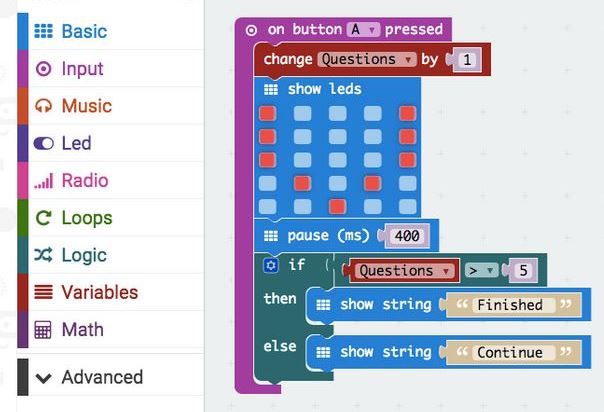 Basic
Input
Music
Led
Radio
Loops
Logic
Variables
Math
Advanced
on button A pressed
change Questions by 1
show leds
pause (ms) 400
if Questions > 5
then show string “ Finished ”
else show string “ Continue ”